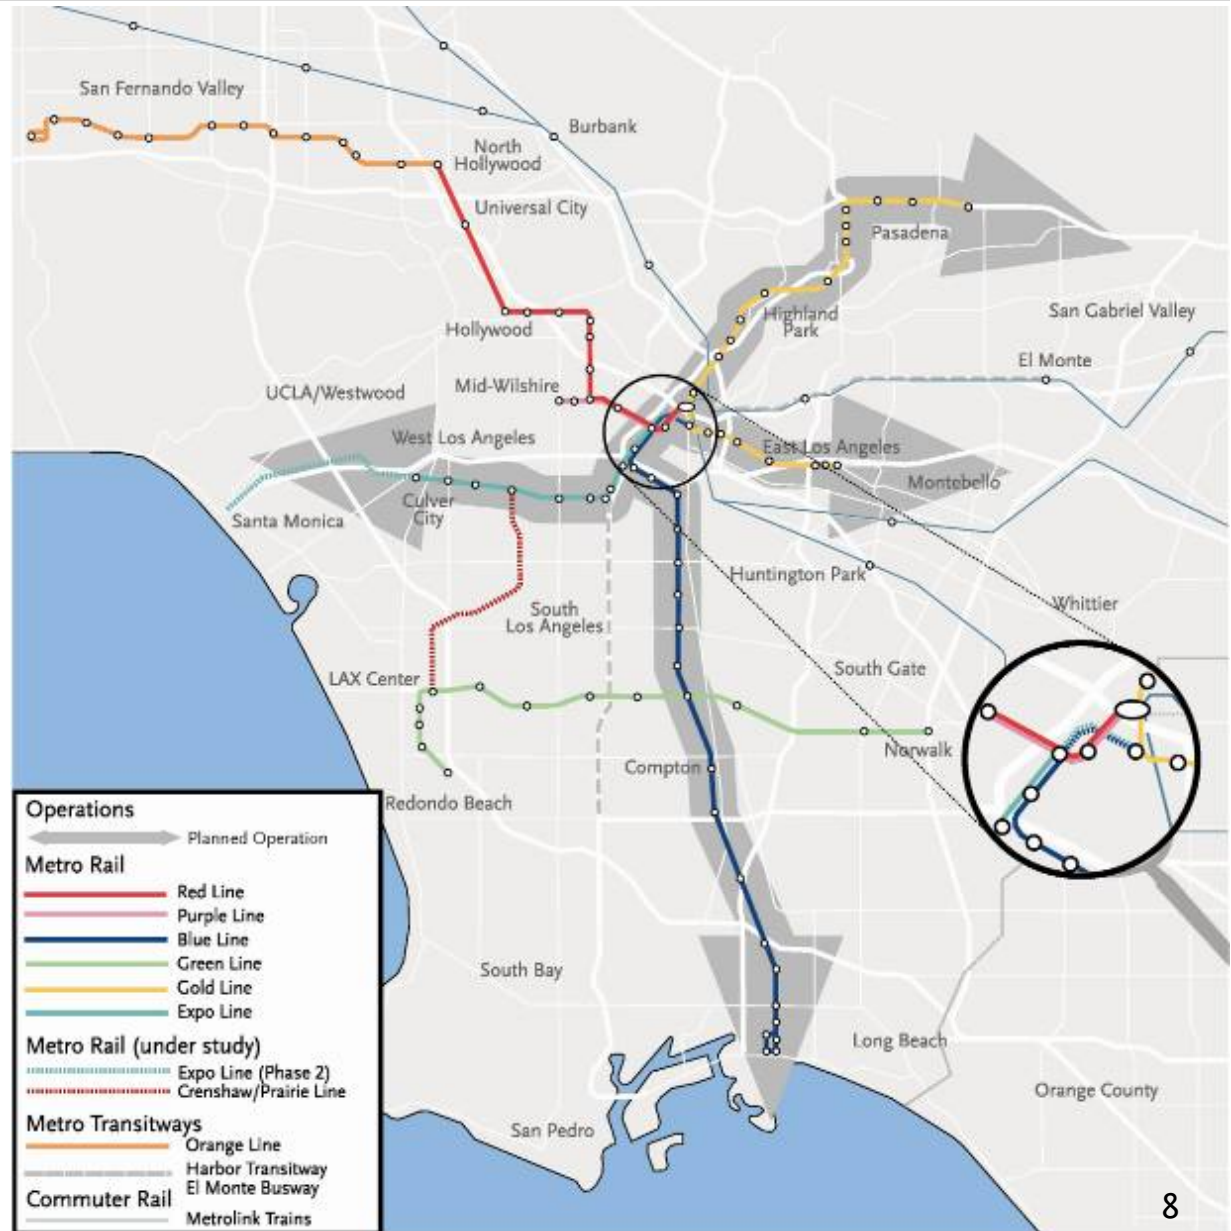 San Fernando Valley
Burbank
North
Hollywood
Universal City
Pasadena
Hollywood
Highland
Park
San Gabriel Valley
El Monte
Mid-Wilshire
UCLA/Westwood
West Los Angeles
East Los Angeles
Montebello
Culver
City
Santa Monica
Huntington Park
Whittier
South
Los Angeles
South Gate
LAX Center
Norwalk
Compton
Redondo Beach
South Bay
Long Beach
Orange County
San Pedro
Operations
Planned Operation
Metro Rail
Red Line
Purple Line
Blue Line
Green Line
Gold Line
Expo Line
Metro Rail (under study)
Expo Line (Phase 2)
Crenshaw/Prairie Line
Metro Transitways
Orange Line
Harbor Transitway
El Monte Busway
Commuter Rail
Metrolink Trains
8